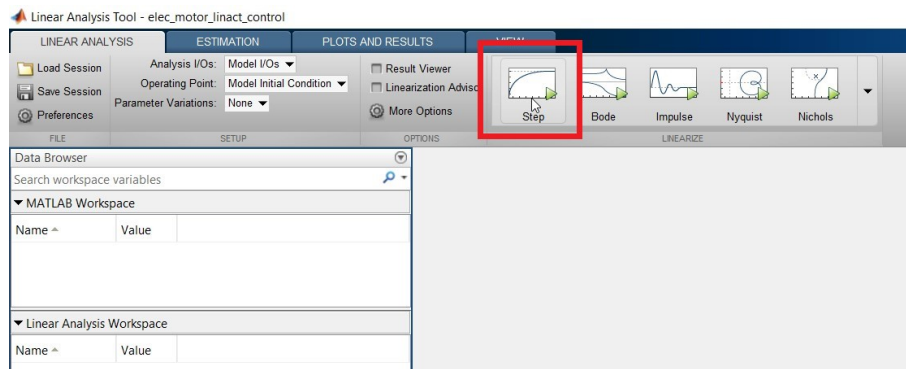 Linear Analysis Tool - elec_motor_linact_control
LINEAR ANALYSIS ESTIMATION PLOTS AND RESULTS VIEW
Load Session
Save Session
Preferences
FILE
Analysis I/Os: Model I/Os
Operating Point: Model Initial Condition
Parameter Variations: None
SETUP
Result Viewer
Linearization Adviso
More Options
OPTIONS
Step Bode Impulse Nyquist Nichols
LINEARIZE
Data Browser
Search workspace variables
MATLAB Workspace
Name Value
Linear Analysis Workspace
Name Value